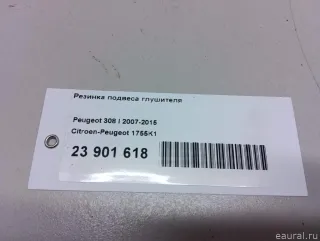 Резинка подвеса глушителя
Peugeot 308 I 2007-2015
Citroen-Peugeot 1755K1
23 901 618
eaural.ru/